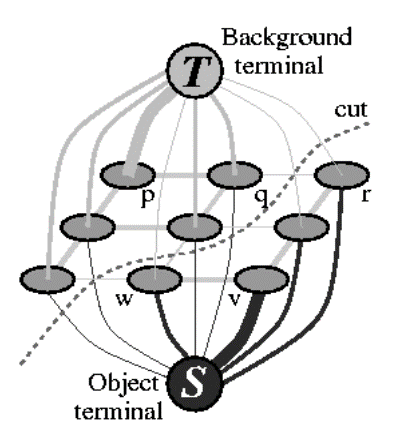 Background
terminal
T
cut
p
q
r
w
v
Object
terminal
S